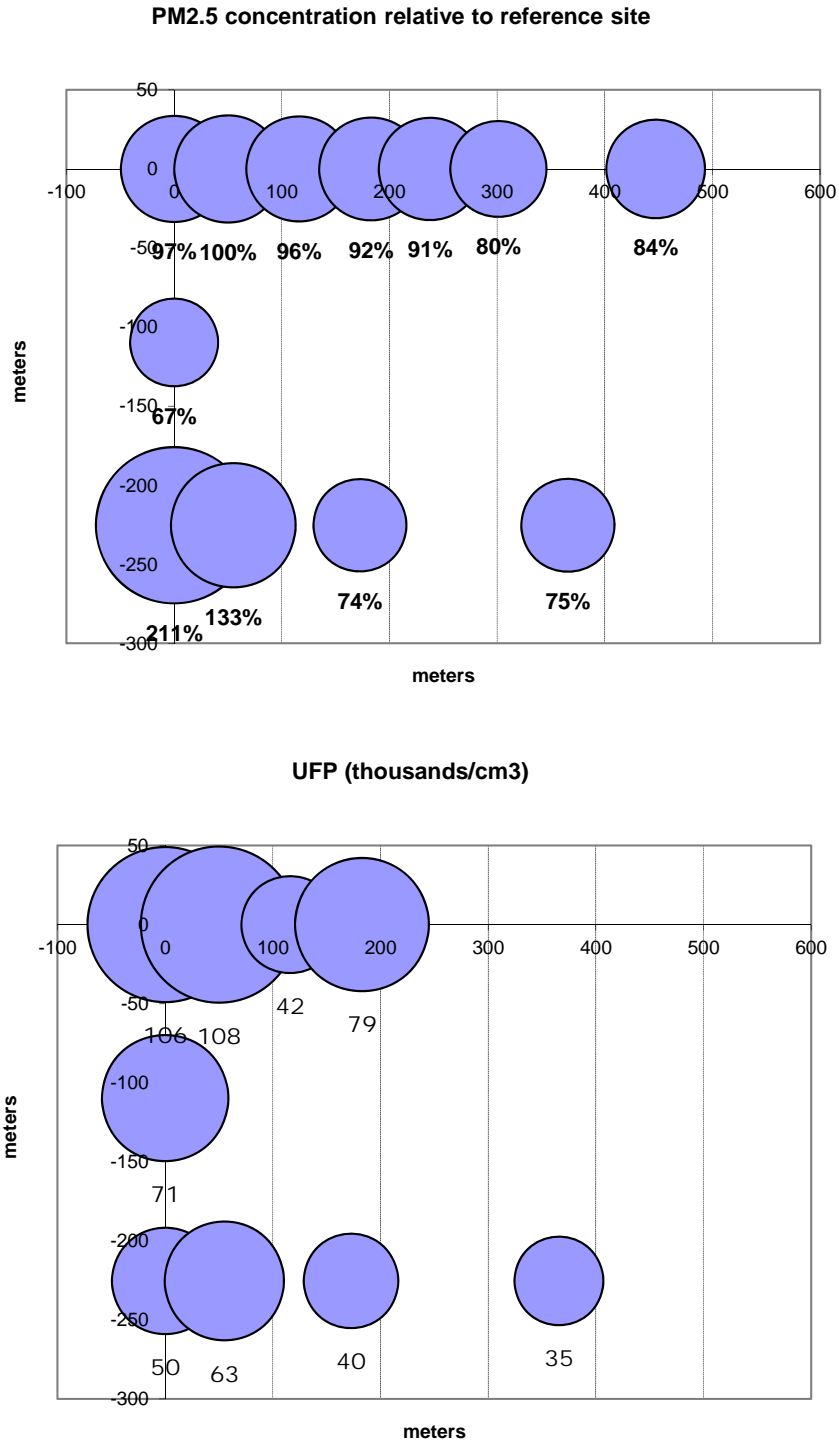 PM2.5 concentration relative to reference site
50
0
-100 0 100 200 300 400 500 600
-50
97% 100% 96% 92% 91% 80% 84%
-100
meters
-150
67%
-200
-250
74% 75%
133%
211%
-300
meters
UFP (thousands/cm3)
50
0
-100 0 100 200 300 400 500 600
-50
42
106 108 79
-100
meters
-150
71
-200
-250
50 63 40 35
-300
meters